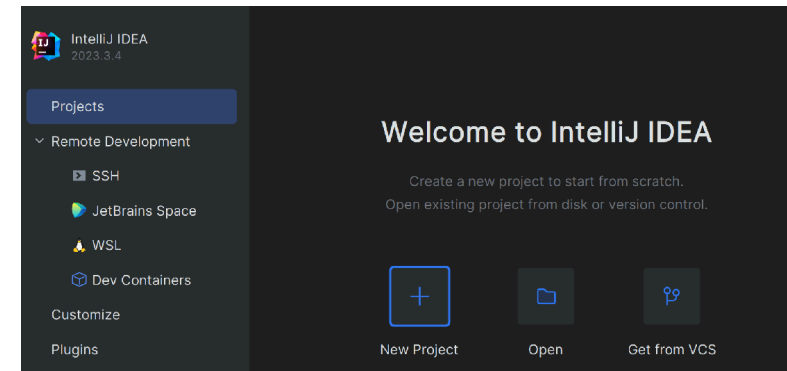 IntelliJ IDEA
2023.3.4
Projects
Remote Development
SSH
JetBrains Space
WSL
Dev Containers
Customize
Plugins
Welcome to IntelliJ IDEA
Create a new project to start from scratch.
Open existing project from disk or version control.
New Project
Open
Get from VCS